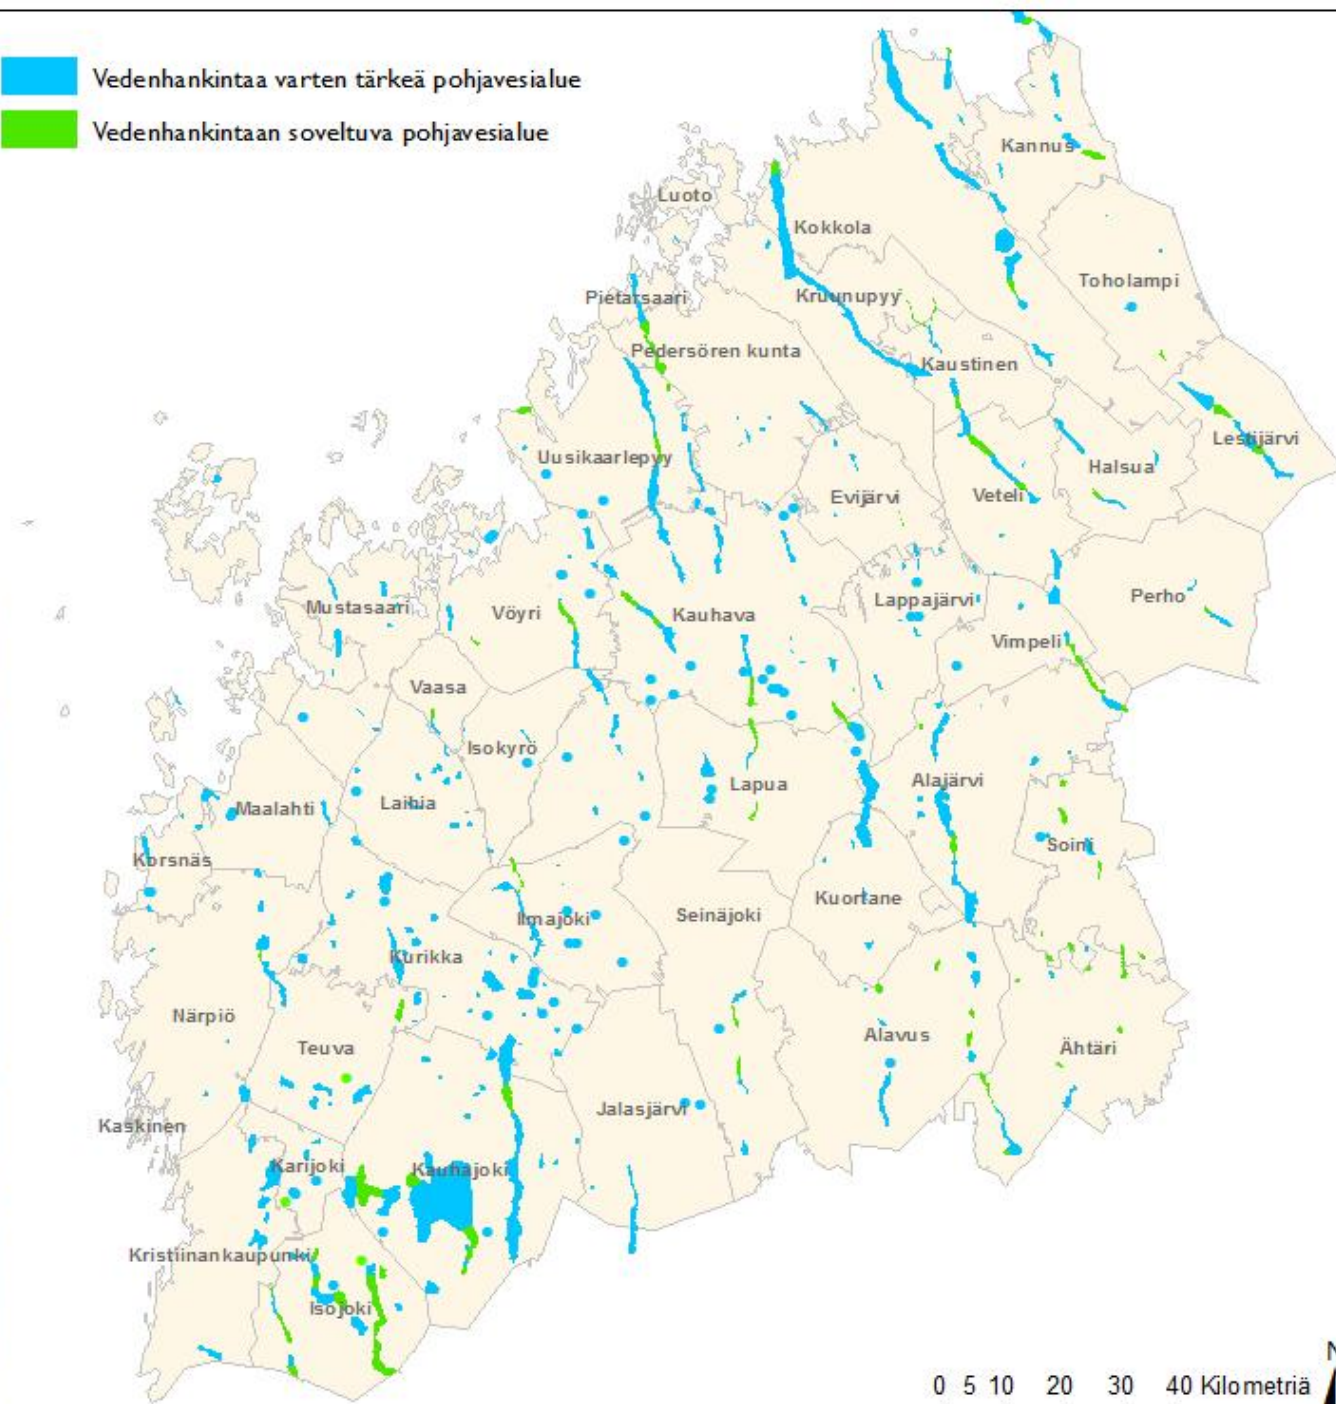 Vedenhankintaa varten tärkeä pohjavesialue
Vedenhankintaan soveltuva pohjavesialue
Kannus
Luoto
Kokkola
Toholampi
Pietarsaari
Kruunupyy
Pedersören kunta
Kaustinen
Lestijärvi
Uusikaarlepyy
Halsua
Evijärvi
Veteli
Perho
Lappajärvi
Mustasaari
Vöyri
Kauhava
Vimpeli
Vaasa
Isokyrö
Alajärvi
Lapua
Laihia
Maalahti
Soini
Korsnäs
Kuortane
Seinäjoki
Ilmajoki
Kurikka
Närpiö
Alavus
Teuva
Ähtäri
Jalasjärvi
Kaskinen
Karijoki
Kauhajoki
Kristiinankaupunki
Isojoki
N
0 5 10 20 30 40 Kilometriä